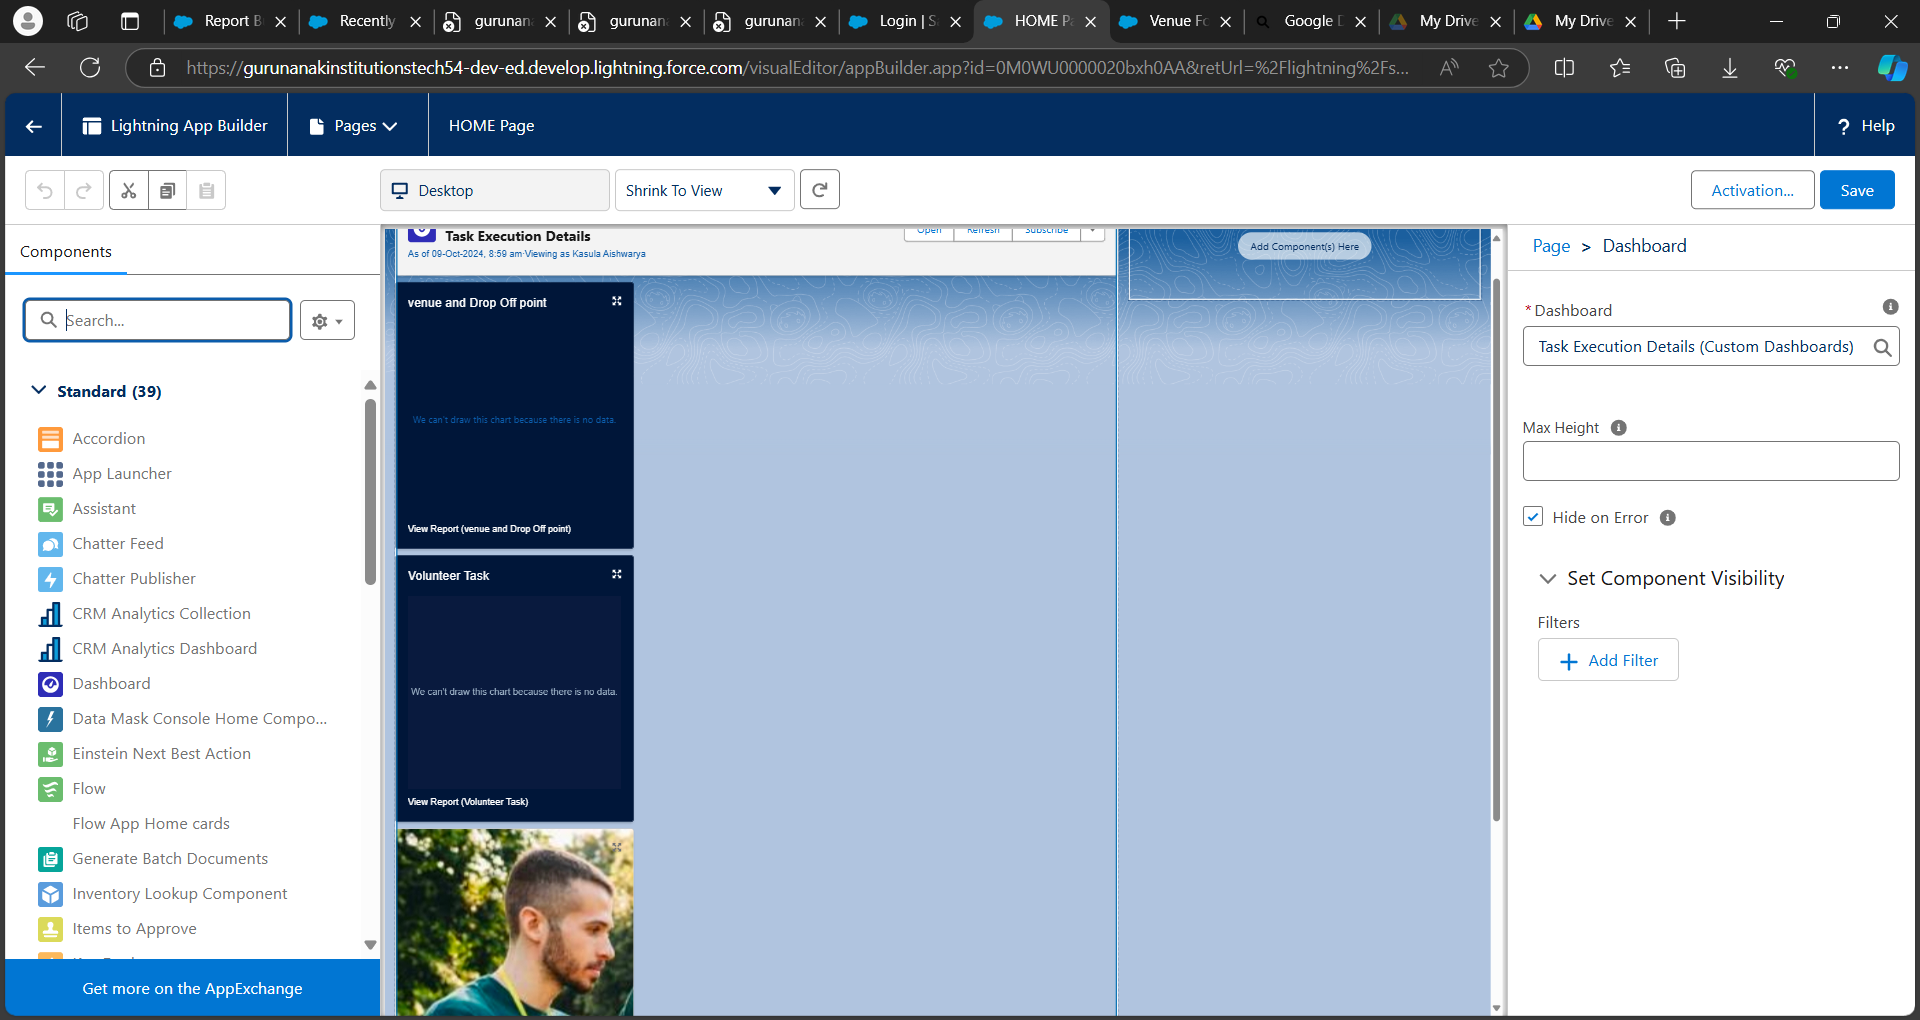 Report B
Recently
gurunan
gurunan
gurunan
Login | S
HOME P
Venue Fo
Google D
My Drive
My Drive
https://gurunanakinstitutionstech54-dev-ed.develop.lightning.force.com/visualEditor/appBuilder.app?id=0M0WU0000020bxh0AA&retUrl=%2Flightning%2Fs...
Lightning App Builder
Pages
HOME Page
? Help
Desktop
Shrink To View
Activation...
Save
Components
Search...
Standard (39)
Accordion
App Launcher
Assistant
Chatter Feed
Chatter Publisher
CRM Analytics Collection
CRM Analytics Dashboard
Dashboard
Data Mask Console Home Compo...
Einstein Next Best Action
Flow
Flow App Home cards
Generate Batch Documents
Inventory Lookup Component
Items to Approve
Get more on the AppExchange
Task Execution Details
As of 09-Oct-2024, 8:59 am·Viewing as Kasula Aishwarya
Open
Refresh
Subscribe
Add Component(s) Here
venue and Drop Off point
We can't draw this chart because there is no data.
View Report (venue and Drop Off point)
Volunteer Task
We can't draw this chart because there is no data.
View Report (Volunteer Task)
Page > Dashboard
* Dashboard
Task Execution Details (Custom Dashboards)
Max Height
Hide on Error
Set Component Visibility
Filters
Add Filter